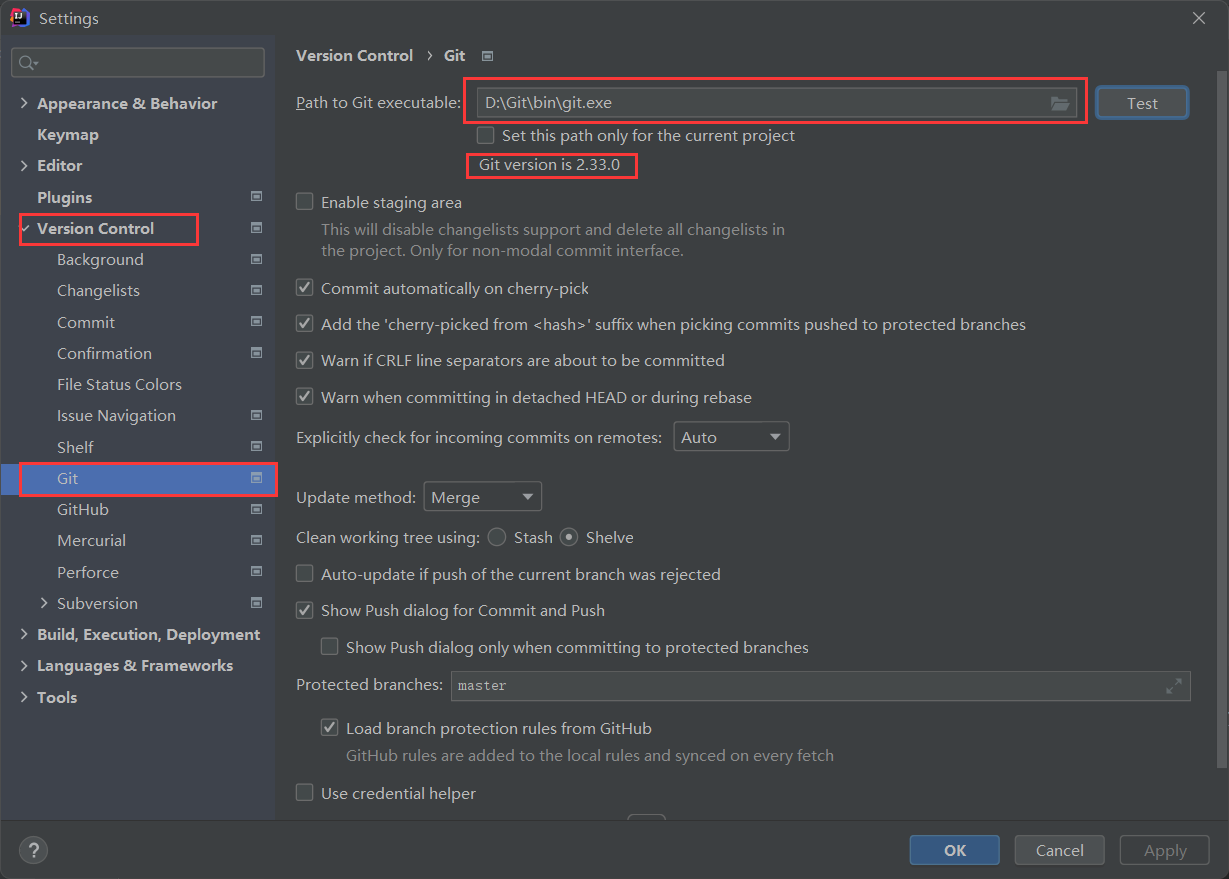 Settings
Appearance & Behavior
Keymap
Editor
Plugins
Version Control
Background
Changelists
Commit
Confirmation
File Status Colors
Issue Navigation
Shelf
Git
GitHub
Mercurial
Perforce
Subversion
Build, Execution, Deployment
Languages & Frameworks
Tools
Version Control › Git
Path to Git executable: D:\Git\bin\git.exe Test
Set this path only for the current project
Git version is 2.33.0
Enable staging area
This will disable changelists support and delete all changelists in
the project. Only for non-modal commit interface.
Commit automatically on cherry-pick
Add the 'cherry-picked from <hash>' suffix when picking commits pushed to protected branches
Warn if CRLF line separators are about to be committed
Warn when committing in detached HEAD or during rebase
Explicitly check for incoming commits on remotes: Auto
Update method: Merge
Clean working tree using: Stash Shelve
Auto-update if push of the current branch was rejected
Show Push dialog for Commit and Push
Show Push dialog only when committing to protected branches
Protected branches: master
Load branch protection rules from GitHub
GitHub rules are added to the local rules and synced on every fetch
Use credential helper
? OK Cancel Apply